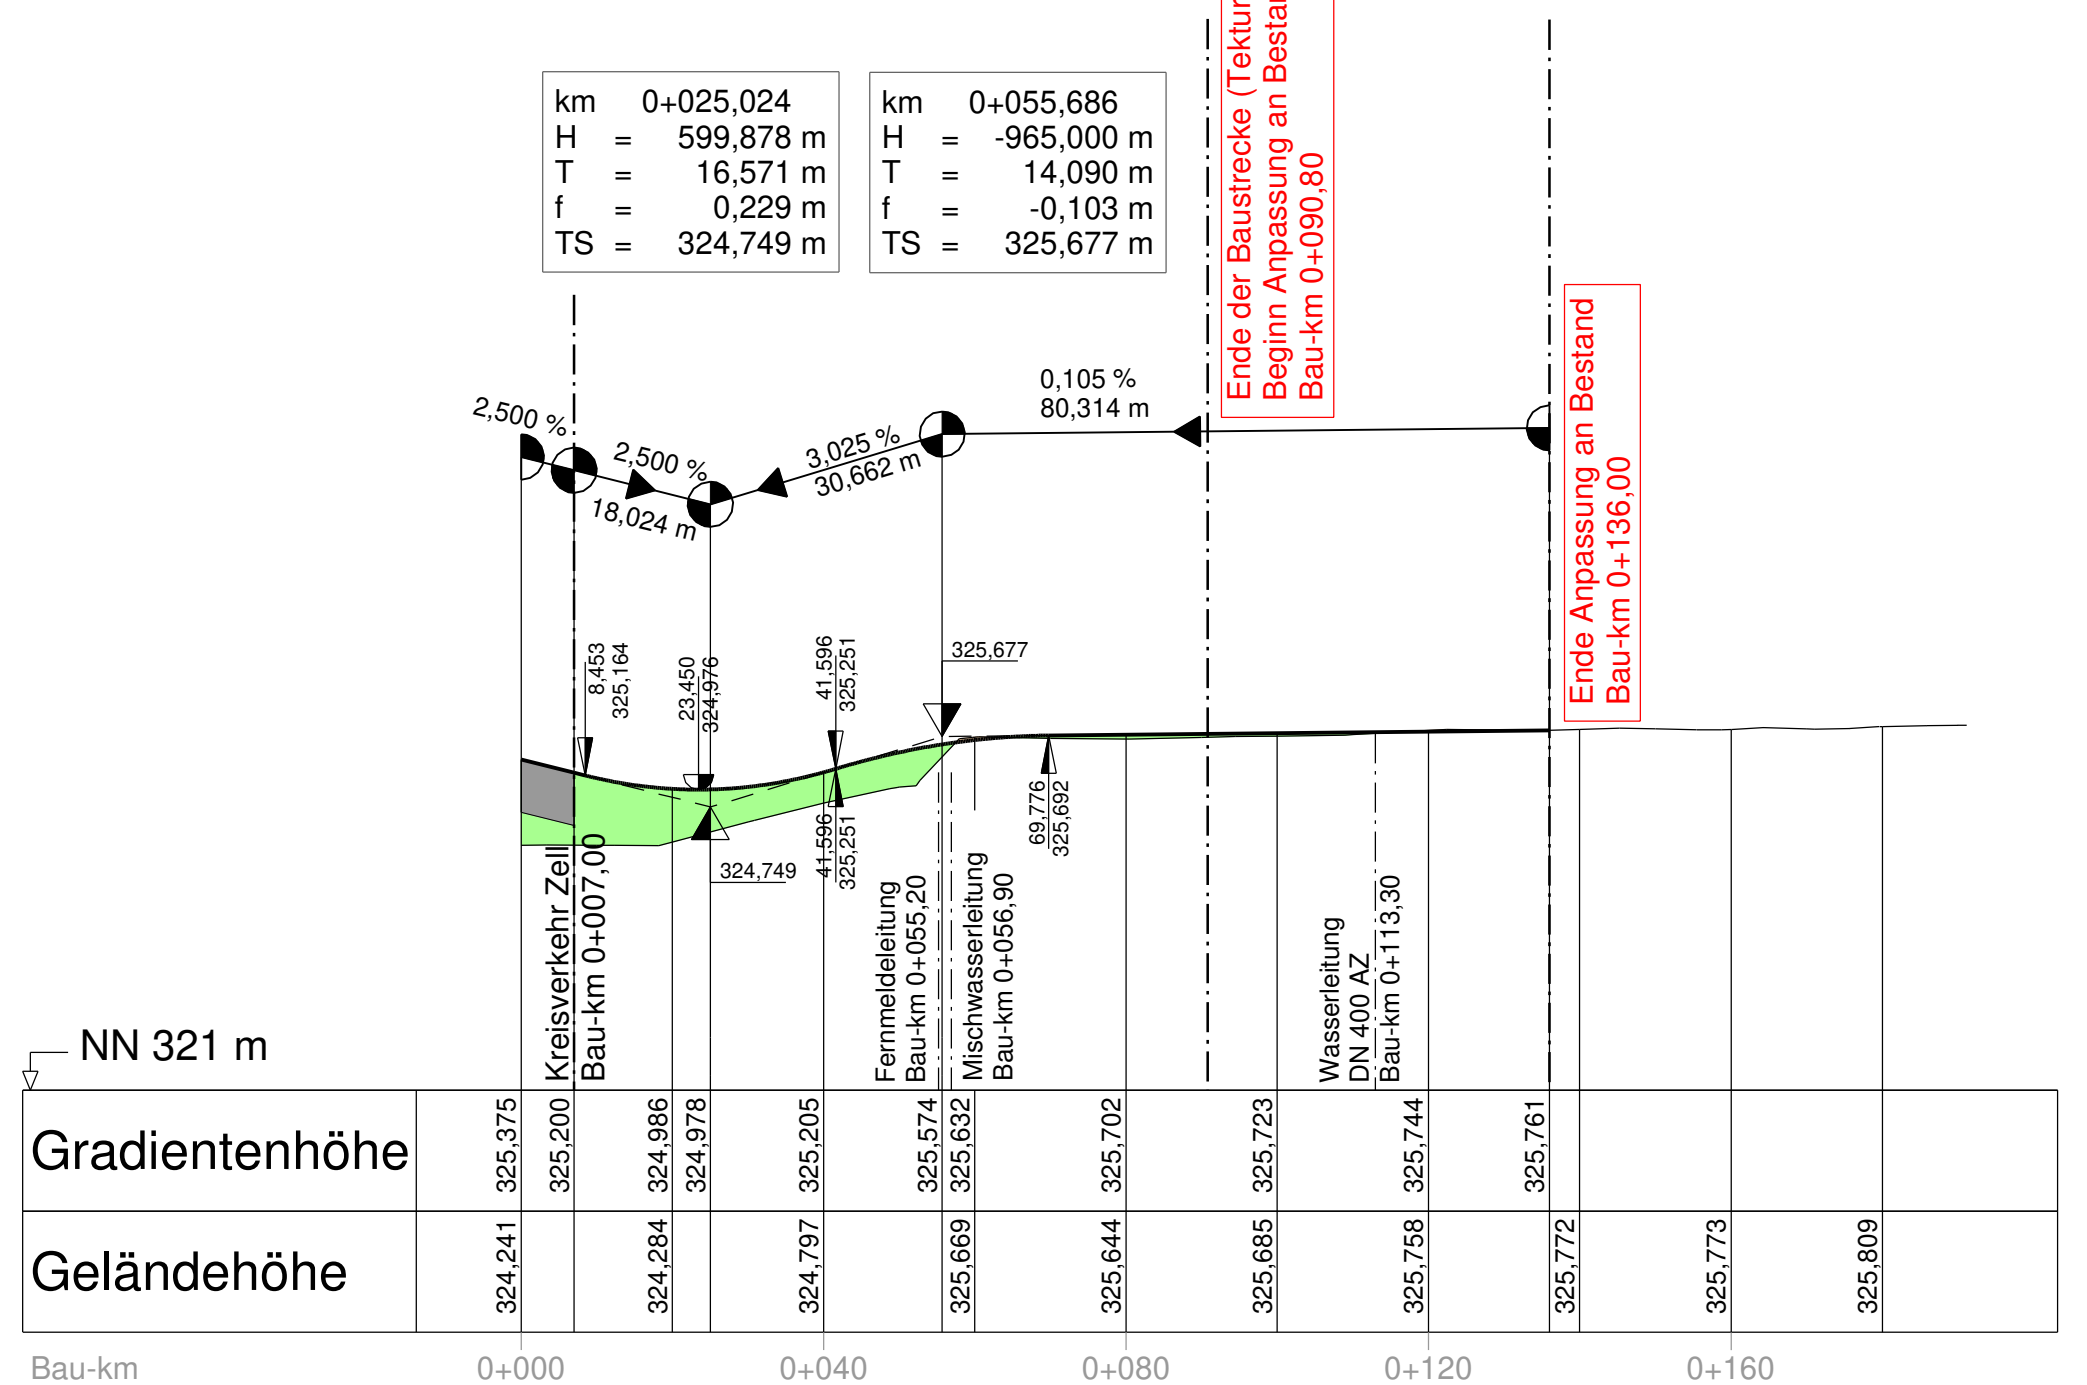 km 0+025,024
H = 599,878 m
T = 16,571 m
f = 0,229 m
TS = 324,749 m
km 0+055,686
H = -965,000 m
T = 14,090 m
f = -0,103 m
TS = 325,677 m
Ende der Baustrecke (Tektur
Beginn Anpassung an Bestan
Bau-km 0+090,80
Ende Anpassung an Bestand
Bau-km 0+136,00
2,500 %
2,500 %
18,024 m
3,025 %
30,662 m
0,105 %
80,314 m
8,453
325,164
23,450
324,976
41,596
325,251
325,677
324,749
41,596
325,251
69,776
325,692
Kreisverkehr Zell
Bau-km 0+007,00
Fernmeldeleitung
Bau-km 0+055,20
Mischwasserleitung
Bau-km 0+056,90
Wasserleitung
DN 400 AZ
Bau-km 0+113,30
NN 321 m
Gradientenhöhe 325,375 325,200 324,986 324,978 325,205 325,574 325,632 325,702 325,723 325,744 325,761
Geländehöhe 324,241 324,284 324,797 325,669 325,644 325,685 325,758 325,772 325,773 325,809
Bau-km 0+000 0+040 0+080 0+120 0+160